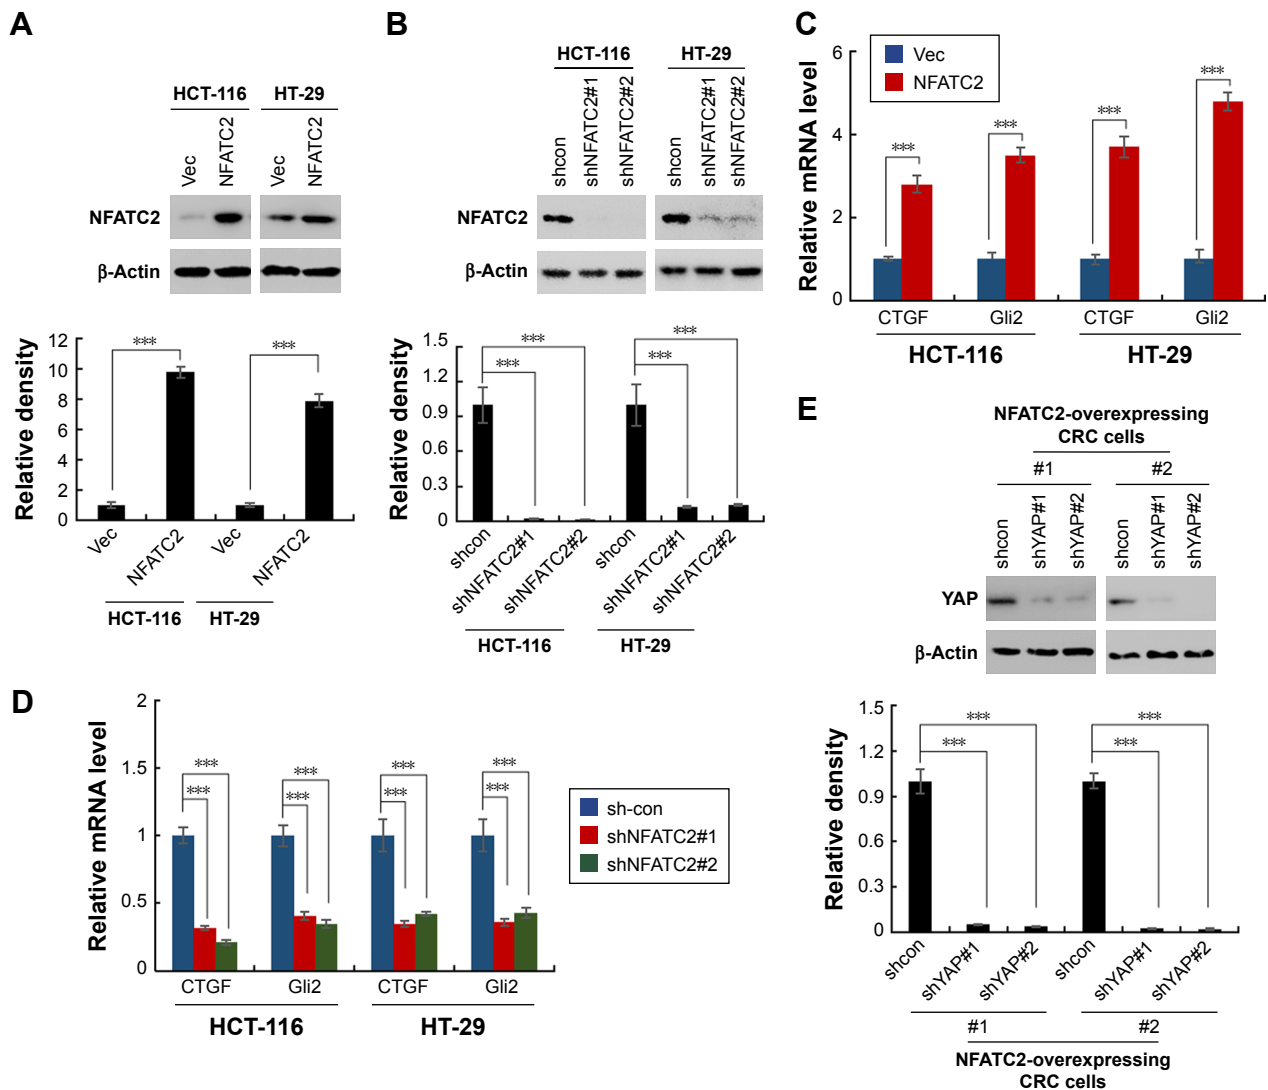 A
HCT-116 HT-29
Vec NFATC2 Vec NFATC2
NFATC2
β-Actin
Relative density
12
10
8
6
4
2
0
*** ***
Vec NFATC2 Vec NFATC2
HCT-116 HT-29
B
HCT-116 HT-29
shcon shNFATC2#1 shNFATC2#2 shcon shNFATC2#1 shNFATC2#2
NFATC2
β-Actin
Relative density
1.5
1.2
0.9
0.6
0.3
0
*** *** *** ***
shcon shNFATC2#1 shNFATC2#2 shcon shNFATC2#1 shNFATC2#2
HCT-116 HT-29
C
Relative mRNA level
6
4
2
0
Vec
NFATC2
*** *** *** ***
CTGF Gli2 CTGF Gli2
HCT-116 HT-29
D
Relative mRNA level
2
1.5
1
0.5
0
*** *** *** ***
*** *** *** ***
CTGF Gli2 CTGF Gli2
HCT-116 HT-29
sh-con
shNFATC2#1
shNFATC2#2
E
NFATC2-overexpressing
CRC cells
#1 #2
shcon shYAP#1 shYAP#2 shcon shYAP#1 shYAP#2
YAP
β-Actin
Relative density
1.5
1.2
0.9
0.6
0.3
0
*** ***
*** ***
shcon shYAP#1 shYAP#2 shcon shYAP#1 shYAP#2
#1 #2
NFATC2-overexpressing
CRC cells